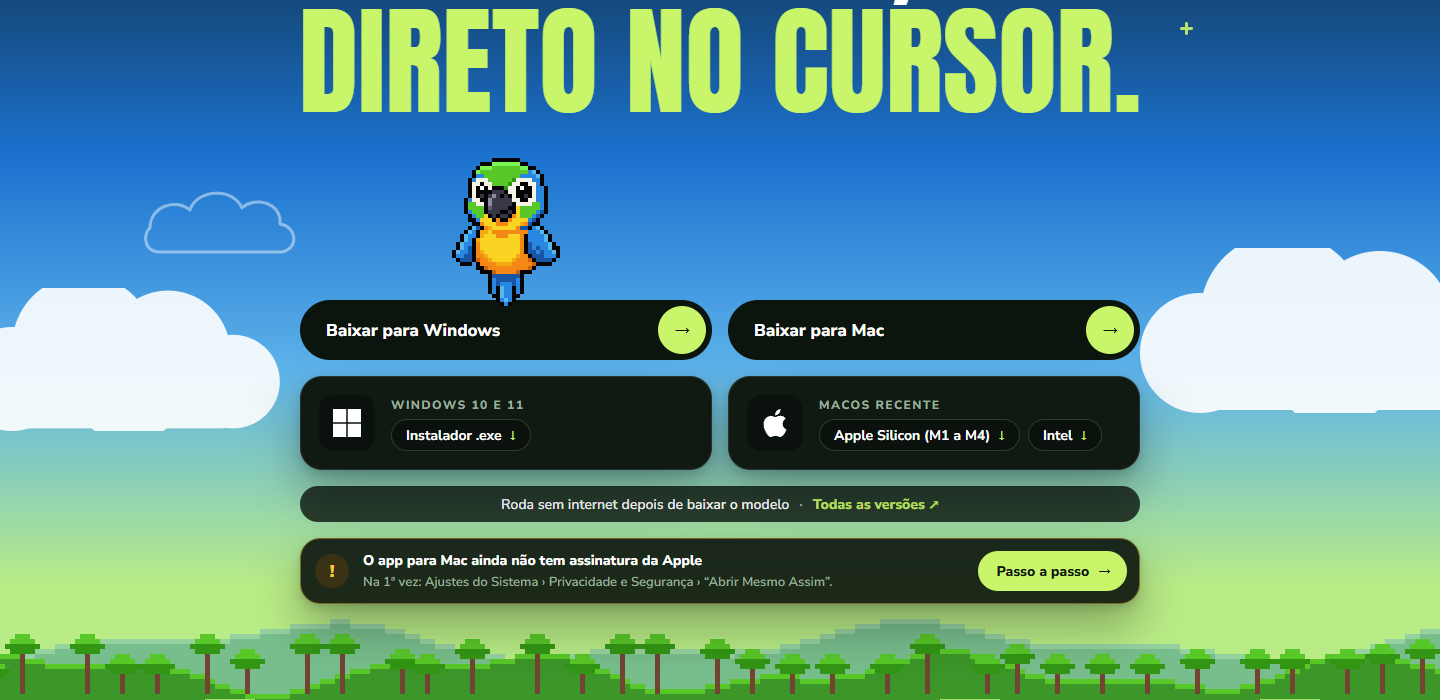 DIRETO NO CURSOR.
Baixar para Windows →
Baixar para Mac →
WINDOWS 10 E 11
Instalador .exe ↓
MACOS RECENTE
Apple Silicon (M1 a M4) ↓
Intel ↓
Roda sem internet depois de baixar o modelo · Todas as versões ↗
!
O app para Mac ainda não tem assinatura da Apple
Na 1ª vez: Ajustes do Sistema › Privacidade e Segurança › “Abrir Mesmo Assim”.
Passo a passo →